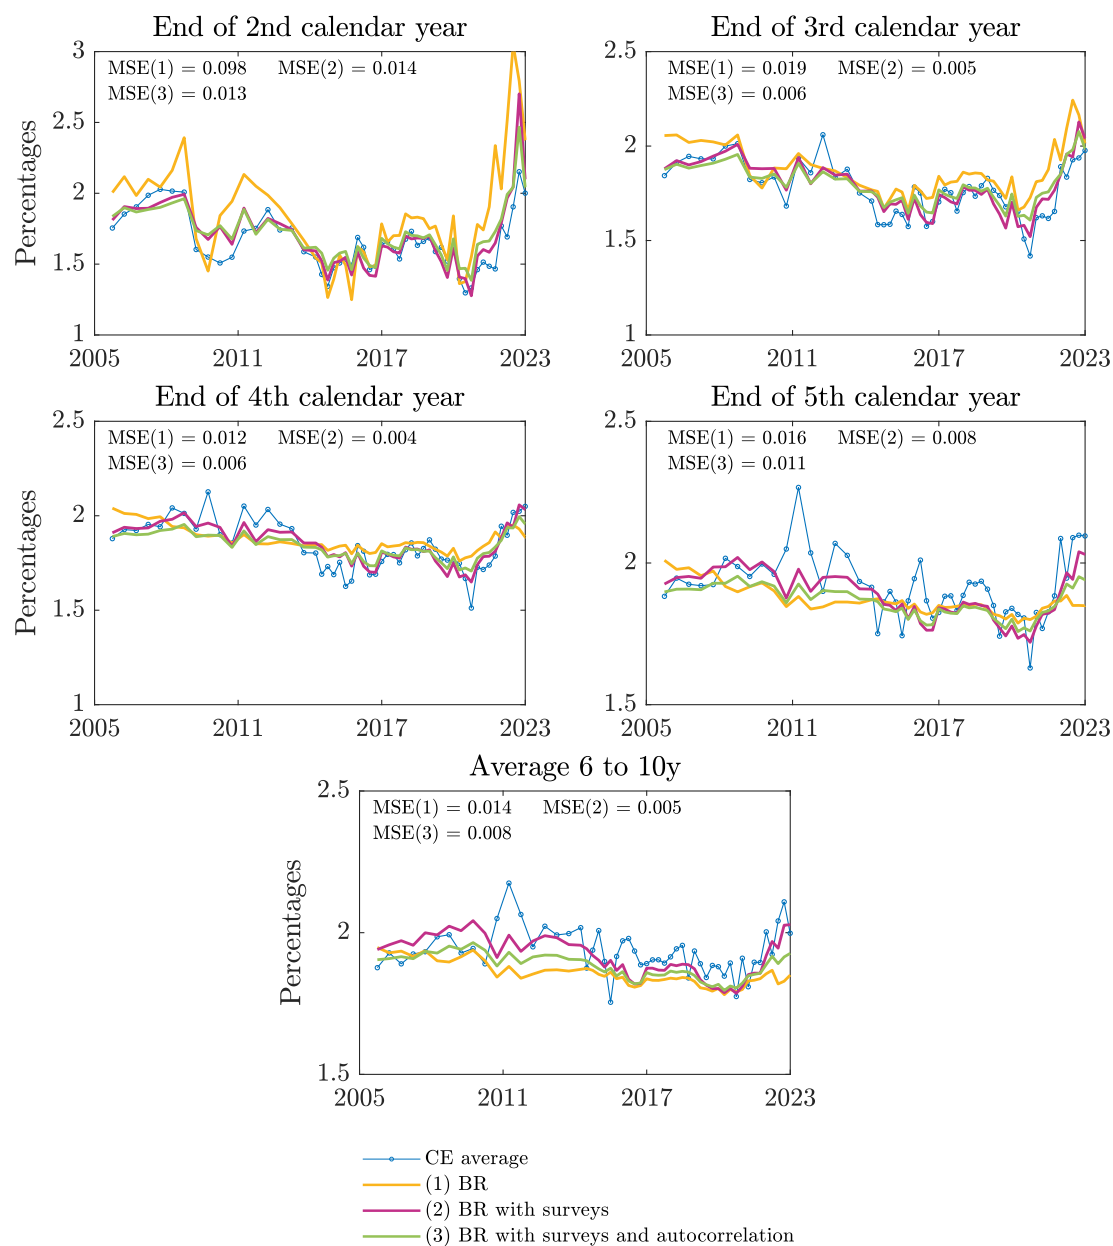 End of 2nd calendar year
MSE(1) = 0.098 MSE(2) = 0.014
MSE(3) = 0.013
Percentages
3
2.5
2
1.5
1
2005 2011 2017 2023
End of 3rd calendar year
MSE(1) = 0.019 MSE(2) = 0.005
MSE(3) = 0.006
2.5
2
1.5
1
2005 2011 2017 2023
End of 4th calendar year
MSE(1) = 0.012 MSE(2) = 0.004
MSE(3) = 0.006
Percentages
2.5
2
1.5
1
2005 2011 2017 2023
End of 5th calendar year
MSE(1) = 0.016 MSE(2) = 0.008
MSE(3) = 0.011
2.5
2
1.5
2005 2011 2017 2023
Average 6 to 10y
MSE(1) = 0.014 MSE(2) = 0.005
MSE(3) = 0.008
Percentages
2.5
2
1.5
2005 2011 2017 2023
CE average
(1) BR
(2) BR with surveys
(3) BR with surveys and autocorrelation